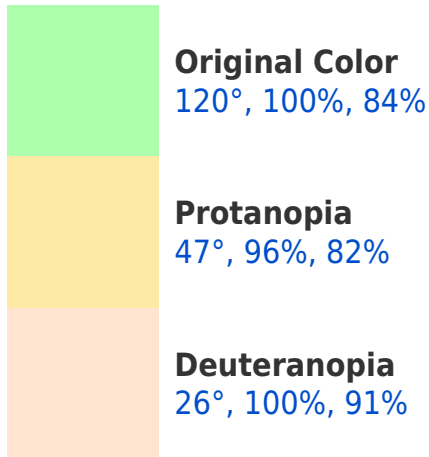 Original Color
120°, 100%, 84%
Protanopia
47°, 96%, 82%
Deuteranopia
26°, 100%, 91%